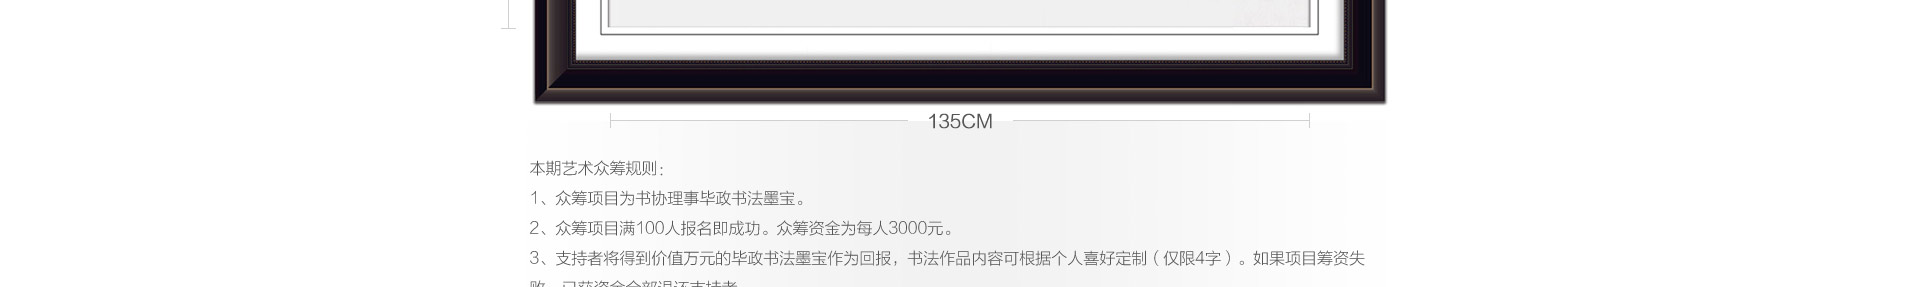 135CM
本期艺术众筹规则：
1、众筹项目为书协理事毕政书法墨宝。
2、众筹项目满100人报名即成功。众筹资金为每人3000元。
3、支持者将得到价值万元的毕政书法墨宝作为回报，书法作品内容可根据个人喜好定制（仅限4字）。如果项目筹资失